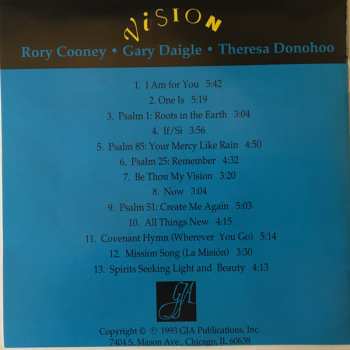 ViSION
Rory Cooney • Gary Daigle • Theresa Donohoo
1. I Am for You 5:42
2. One Is 5:19
3. Psalm 1: Roots in the Earth 3:04
4. If/Si 3:56
5. Psalm 85: Your Mercy Like Rain 4:50
6. Psalm 25: Remember 4:32
7. Be Thou My Vision 3:20
8. Now 3:04
9. Psalm 51: Create Me Again 5:03
10. All Things New 4:15
11. Covenant Hymn (Wherever You Go) 5:14
12. Mission Song (La Misión) 3:30
13. Spirits Seeking Light and Beauty 4:13
GIA
Copyright © ℗ 1993 GIA Publications, Inc.
7404 S. Mason Ave., Chicago, IL 60638